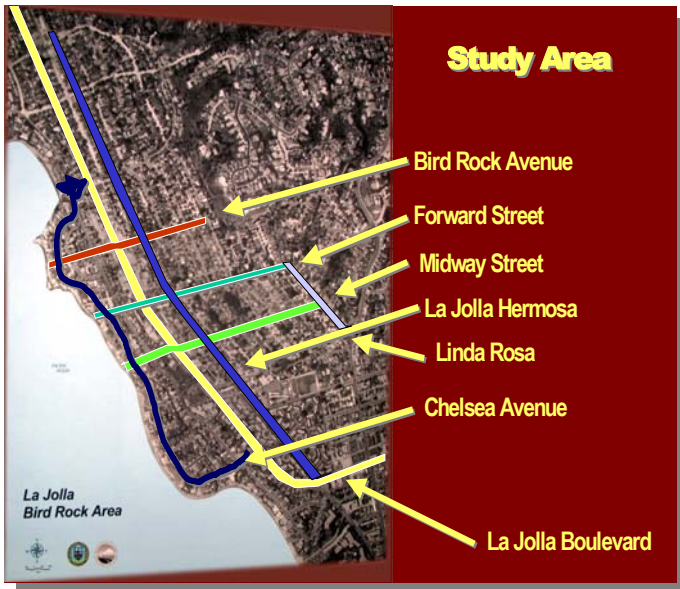 Study Area
Bird Rock Avenue
Forward Street
Midway Street
La Jolla Hermosa
Linda Rosa
Chelsea Avenue
La Jolla Boulevard
La Jolla
Bird Rock Area